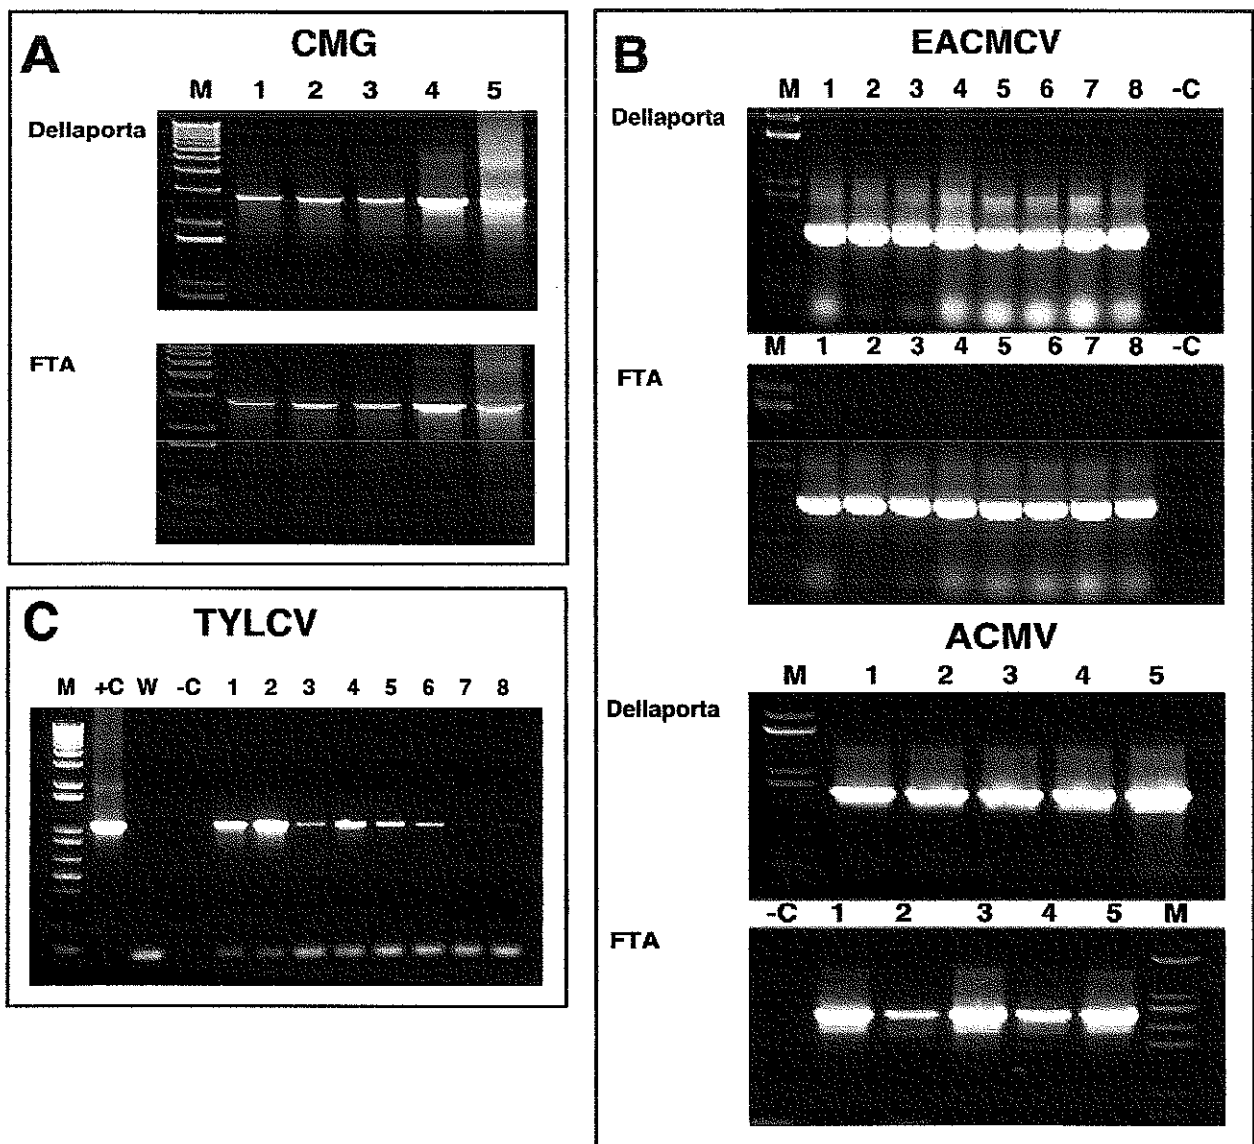 A
CMG
M 1 2 3 4 5
Dellaporta
FTA
B
EACMCV
M 1 2 3 4 5 6 7 8 -C
Dellaporta
M 1 2 3 4 5 6 7 8 -C
FTA
ACMV
M 1 2 3 4 5
Dellaporta
-C 1 2 3 4 5 M
FTA
C
TYLCV
M +C W -C 1 2 3 4 5 6 7 8